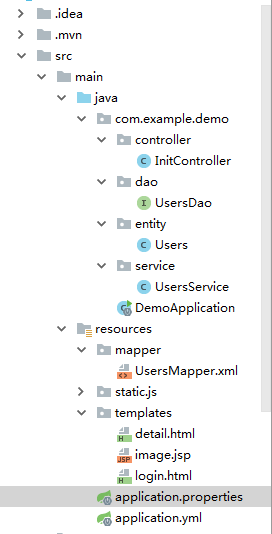 .idea
.mvn
src
main
java
com.example.demo
controller
InitController
dao
UsersDao
entity
Users
service
UsersService
DemoApplication
resources
mapper
UsersMapper.xml
static.js
templates
detail.html
image.jsp
login.html
application.properties
application.yml